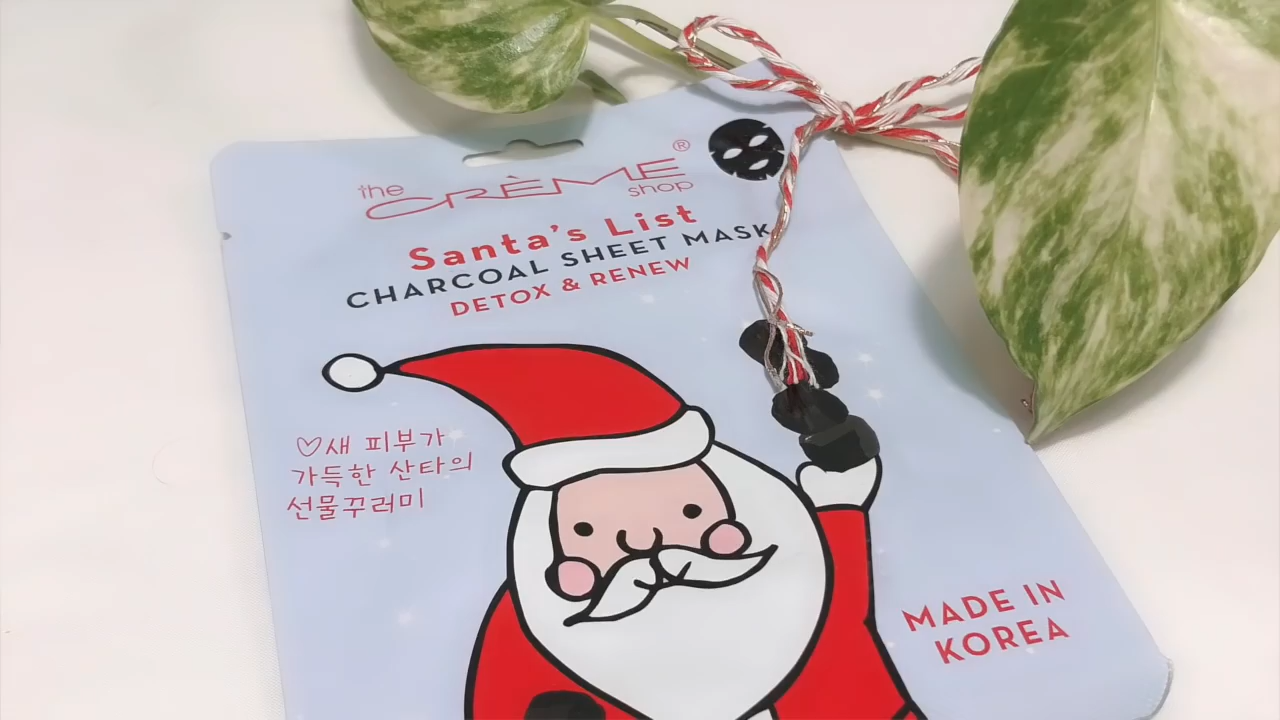 the
CRÈME
shop ®
Santa's List
CHARCOAL SHEET MASK
DETOX & RENEW
♡새 피부가
가득한 산타의
선물꾸러미
MADE IN
KOREA